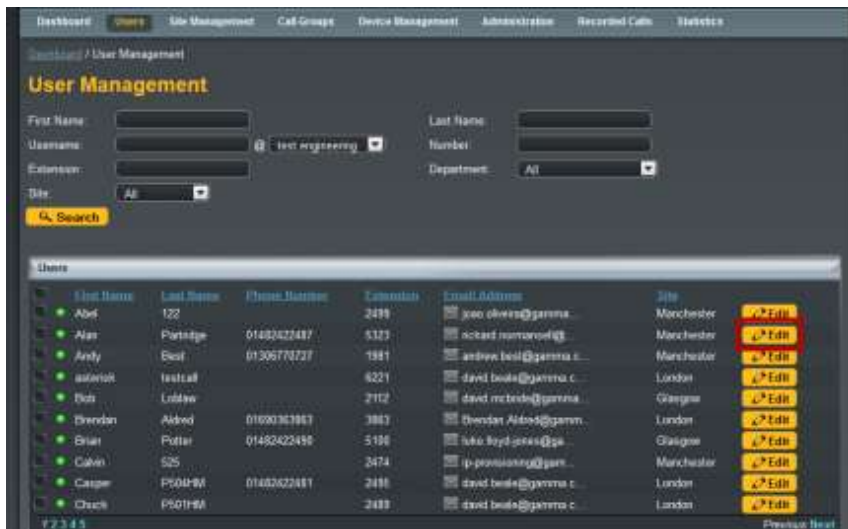 Dashboard Users Site Management Call Groups Device Management Administration Recorded Calls Statistics
Dashboard / User Management
User Management
First Name: Last Name:
Username: @ test engineering Number:
Extension: Department: All
Site: All
Search
Users
First Name Last Name Phone Number Extension Email Address Site
Abel 122 2499 joao.oliveira@gamma... Manchester Edit
Alan Partridge 01482422487 5323 richard.normansell@... Manchester Edit
Andy Best 01306770727 1981 andrew.best@gamma.c... Manchester Edit
asterisk testcall 6221 david.beale@gamma.c... London Edit
Bob Loblaw 2112 david.mcbride@gamma... Glasgow Edit
Brendan Aldred 01690363863 3863 Brendan.Aldred@gamm... London Edit
Brian Potter 01482422490 5100 luke.lloyd-jones@ga... Glasgow Edit
Calvin 525 2474 ip-provisioning@gam... Manchester Edit
Casper P504HM 01482422481 2491 david.beale@gamma.c... London Edit
Chuck P501HM 2489 david.beale@gamma.c... London Edit
1 2 3 4 5 Previous Next